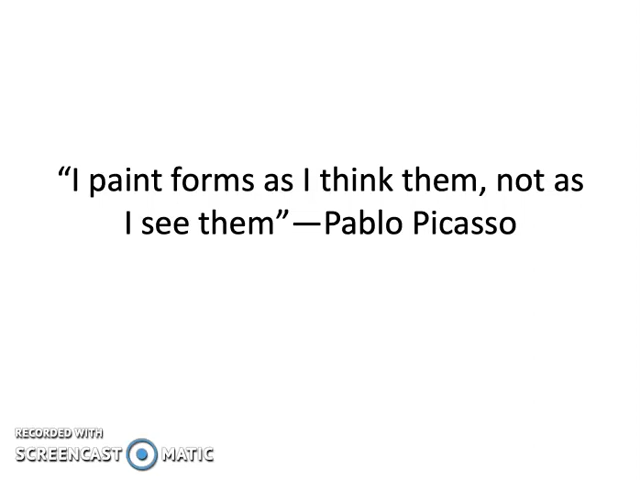 “I paint forms as I think them, not as
I see them”—Pablo Picasso
RECORDED WITH
SCREENCAST MATIC